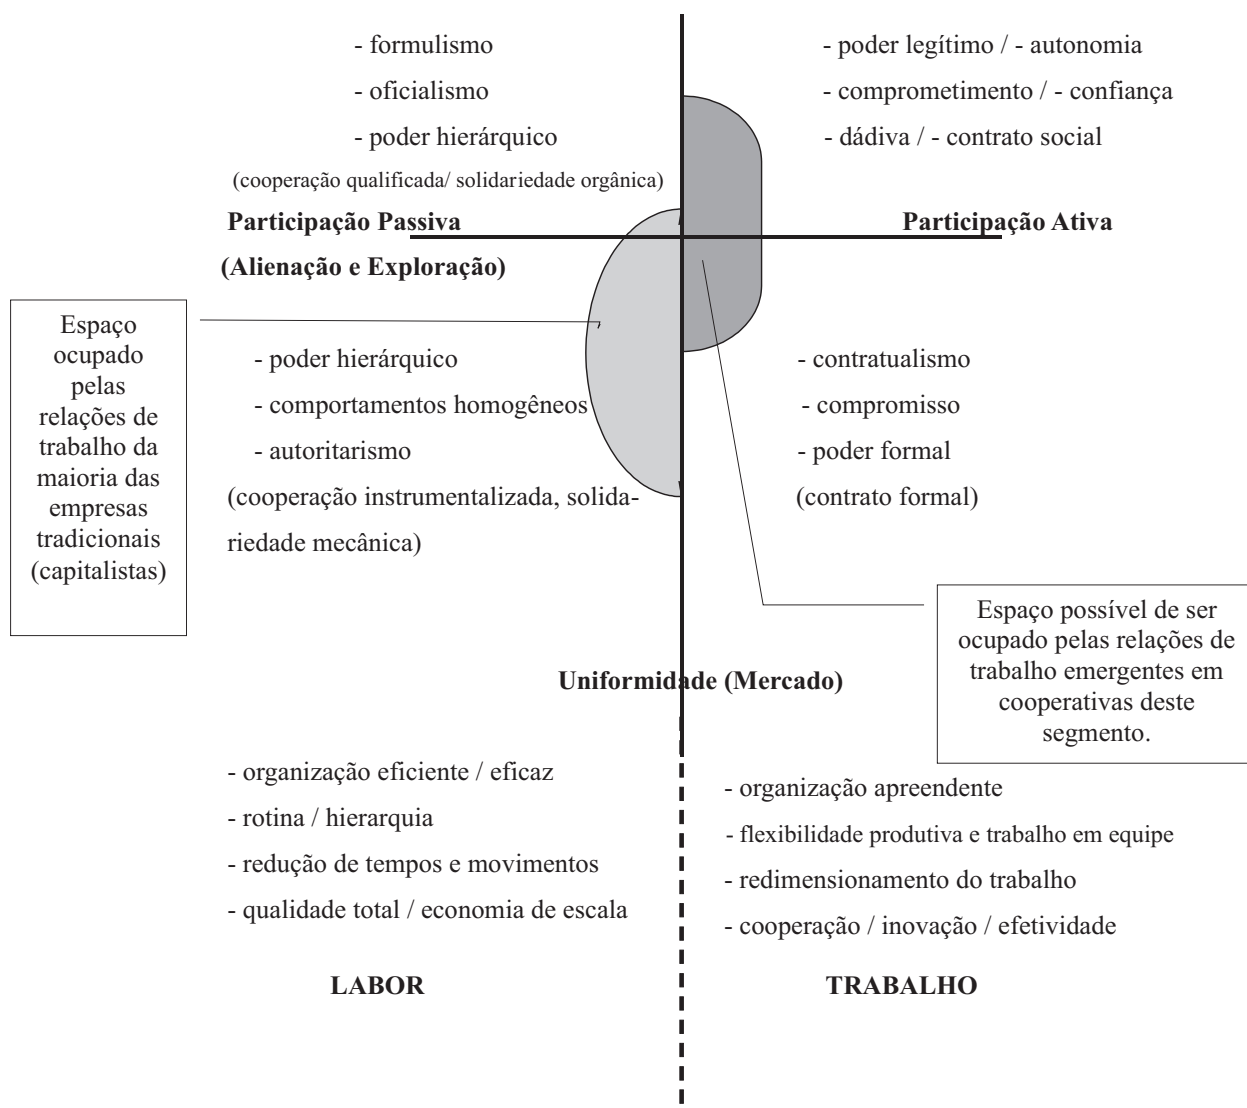 - formulismo
- oficialismo
- poder hierárquico
(cooperação qualificada/ solidariedade orgânica)
- poder legítimo / - autonomia
- comprometimento / - confiança
- dádiva / - contrato social
Participação Passiva
(Alienação e Exploração)
Participação Ativa
Espaço
ocupado
pelas
relações de
trabalho da
maioria das
empresas
tradicionais
(capitalistas)
- poder hierárquico
- comportamentos homogêneos
- autoritarismo
(cooperação instrumentalizada, solida-
riedade mecânica)
- contratualismo
- compromisso
- poder formal
(contrato formal)
Espaço possível de ser
ocupado pelas relações de
trabalho emergentes em
cooperativas deste
segmento.
Uniformidade (Mercado)
- organização eficiente / eficaz
- rotina / hierarquia
- redução de tempos e movimentos
- qualidade total / economia de escala
LABOR
- organização apreendente
- flexibilidade produtiva e trabalho em equipe
- redimensionamento do trabalho
- cooperação / inovação / efetividade
TRABALHO